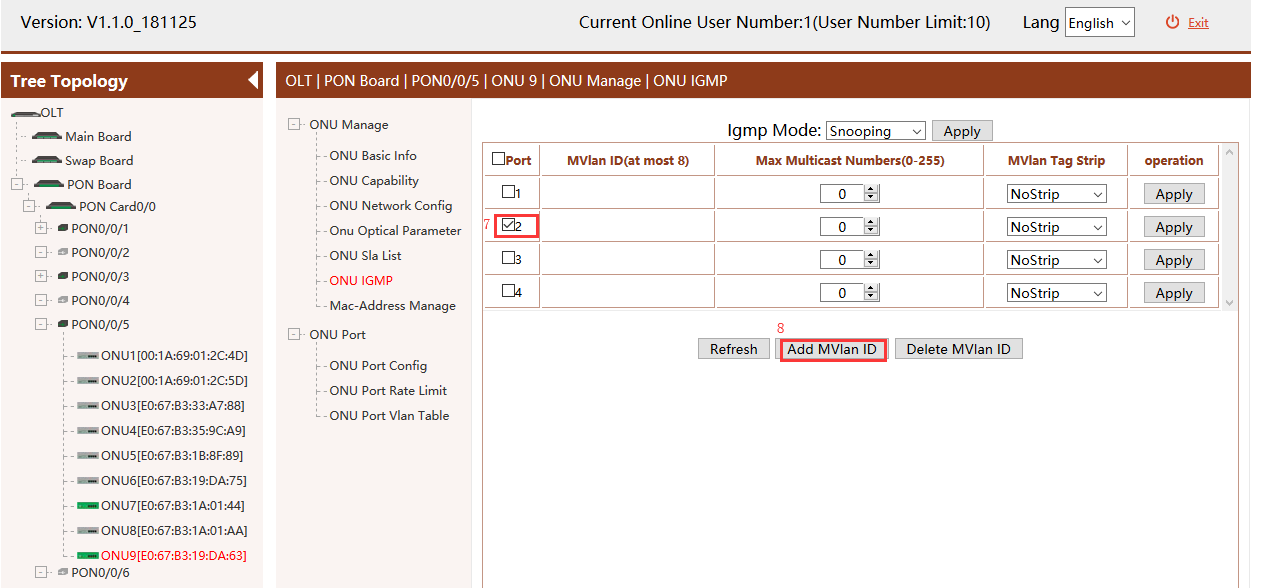 Version: V1.1.0_181125
Current Online User Number:1(User Number Limit:10)
Lang English
Exit
Tree Topology
OLT | PON Board | PON0/0/5 | ONU 9 | ONU Manage | ONU IGMP
OLT
Main Board
Swap Board
PON Board
PON Card0/0
PON0/0/1
PON0/0/2
PON0/0/3
PON0/0/4
PON0/0/5
ONU1[00:1A:69:01:2C:4D]
ONU2[00:1A:69:01:2C:5D]
ONU3[E0:67:B3:33:A7:88]
ONU4[E0:67:B3:35:9C:A9]
ONU5[E0:67:B3:1B:8F:89]
ONU6[E0:67:B3:19:DA:75]
ONU7[E0:67:B3:1A:01:44]
ONU8[E0:67:B3:1A:01:AA]
ONU9[E0:67:B3:19:DA:63]
PON0/0/6
ONU Manage
ONU Basic Info
ONU Capability
ONU Network Config
Onu Optical Parameter
ONU Sla List
ONU IGMP
Mac-Address Manage
ONU Port
ONU Port Config
ONU Port Rate Limit
ONU Port Vlan Table
Igmp Mode: Snooping Apply
Port MVlan ID(at most 8) Max Multicast Numbers(0-255) MVlan Tag Strip operation
1 0 NoStrip Apply
7 2 0 NoStrip Apply
3 0 NoStrip Apply
4 0 NoStrip Apply
8
Refresh Add MVlan ID Delete MVlan ID